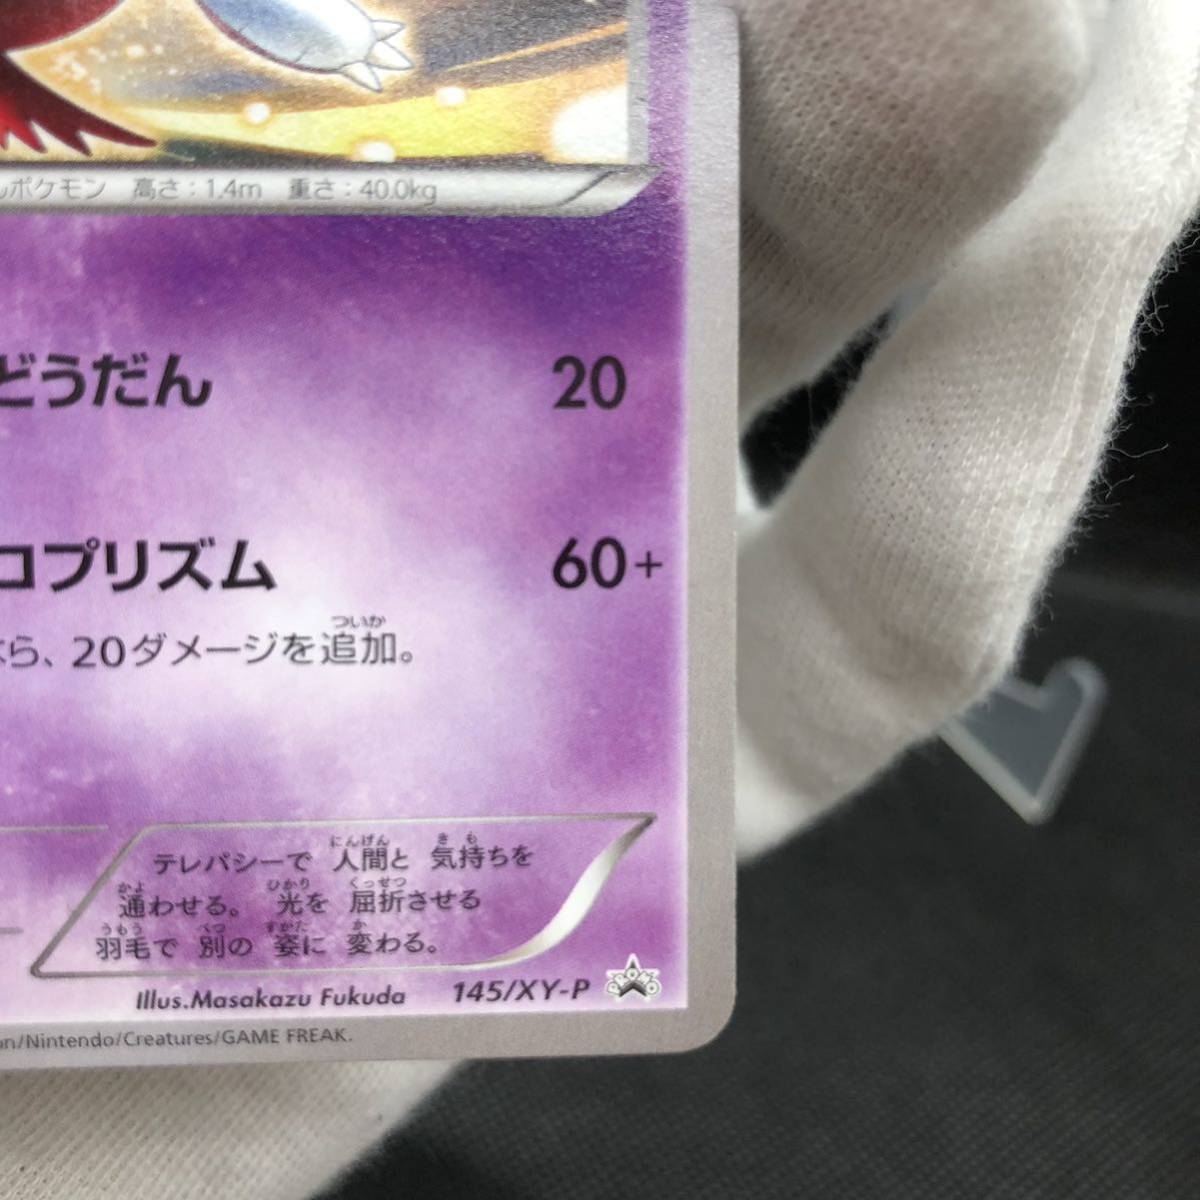 んポケモン 高さ：1.4m 重さ：40.0kg
どうだん 20
コプリズム 60+
ら、20ダメージを追加。
ついか
テレパシーで 人間と 気持ちを
にんげん き も
通わせる。 光を 屈折させる
かよ ひかり くっせつ
羽毛で 別の 姿に 変わる。
うもう べつ すがた か
Illus.Masakazu Fukuda 145/XY-P
PROMO
on/Nintendo/Creatures/GAME FREAK.